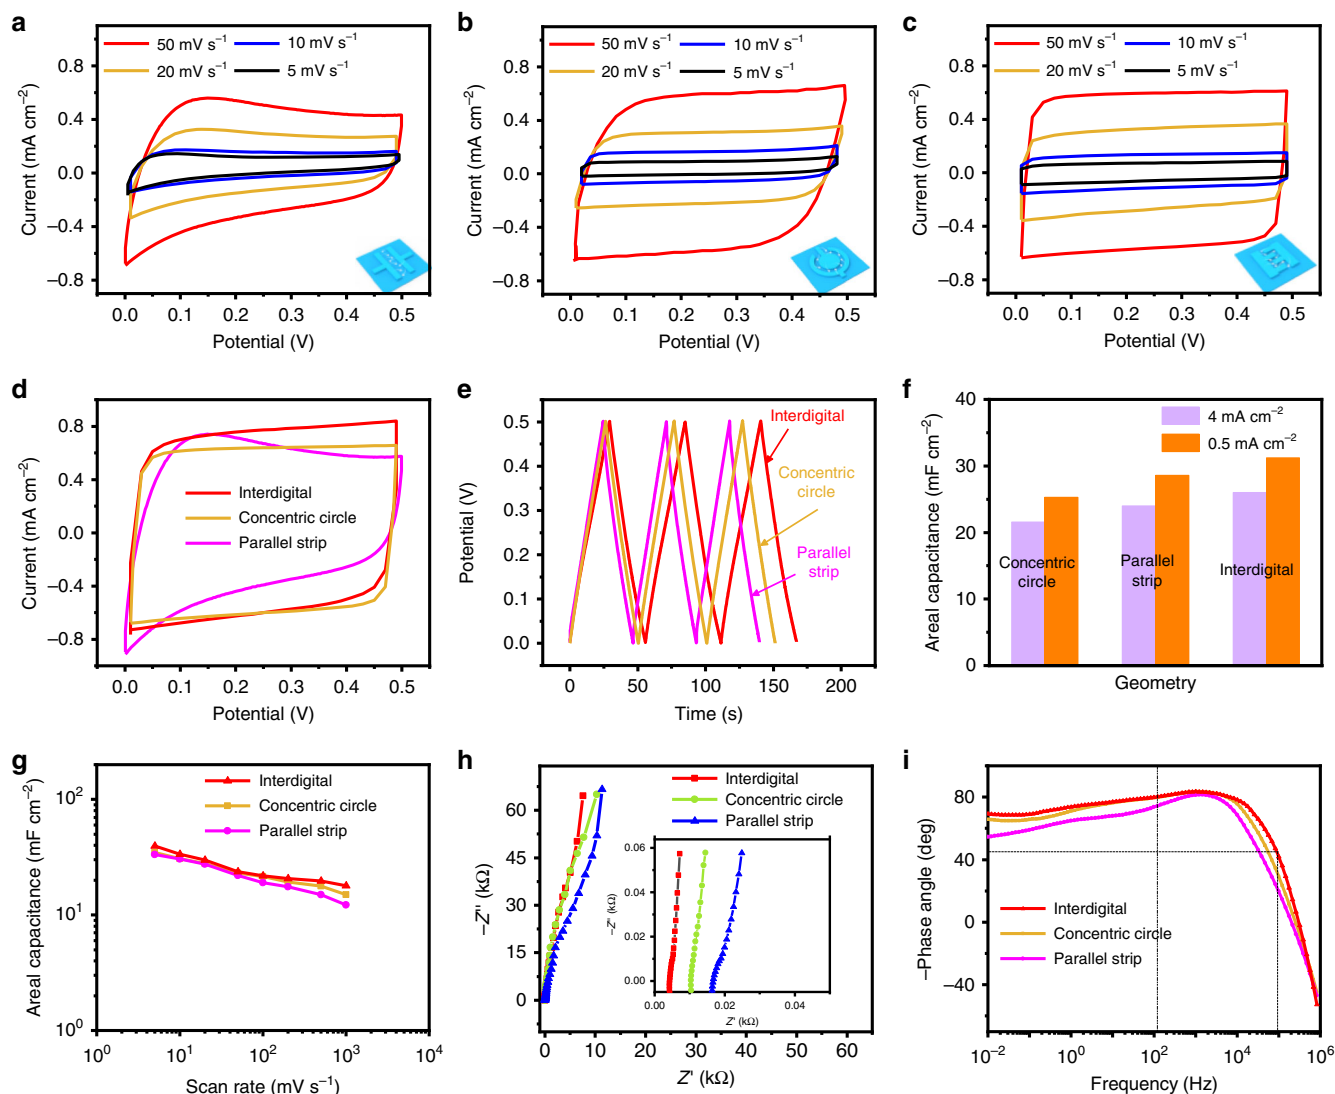 a
50 mV s⁻¹
10 mV s⁻¹
20 mV s⁻¹
5 mV s⁻¹
0.8
0.4
0.0
–0.4
–0.8
Current (mA cm⁻²)
0.0 0.1 0.2 0.3 0.4 0.5
Potential (V)
b
50 mV s⁻¹
10 mV s⁻¹
20 mV s⁻¹
5 mV s⁻¹
0.8
0.4
0.0
–0.4
–0.8
Current (mA cm⁻²)
0.0 0.1 0.2 0.3 0.4 0.5
Potential (V)
c
50 mV s⁻¹
10 mV s⁻¹
20 mV s⁻¹
5 mV s⁻¹
0.8
0.4
0.0
–0.4
–0.8
Current (mA cm⁻²)
0.0 0.1 0.2 0.3 0.4 0.5
Potential (V)
d
0.8
0.4
0.0
–0.4
–0.8
Current (mA cm⁻²)
Interdigital
Concentric circle
Parallel strip
0.0 0.1 0.2 0.3 0.4 0.5
Potential (V)
e
0.5
0.4
0.3
0.2
0.1
0.0
Potential (V)
Interdigital
Concentric
circle
Parallel
strip
0 50 100 150 200
Time (s)
f
40
30
20
10
0
Areal capacitance (mF cm⁻²)
4 mA cm⁻²
0.5 mA cm⁻²
Concentric
circle
Parallel
strip
Interdigital
Geometry
g
10²
10¹
10⁰
Areal capacitance (mF cm⁻²)
Interdigital
Concentric circle
Parallel strip
10⁰ 10¹ 10² 10³ 10⁴
Scan rate (mV s⁻¹)
h
60
45
30
15
0
–Z" (kΩ)
Interdigital
Concentric circle
Parallel strip
0.06
0.04
0.02
0.00
–Z" (kΩ)
0.00 0.02 0.04
Z' (kΩ)
0 10 20 30 40 50 60
Z' (kΩ)
i
80
40
0
–40
–Phase angle (deg)
Interdigital
Concentric circle
Parallel strip
10⁻² 10⁰ 10² 10⁴ 10⁶
Frequency (Hz)